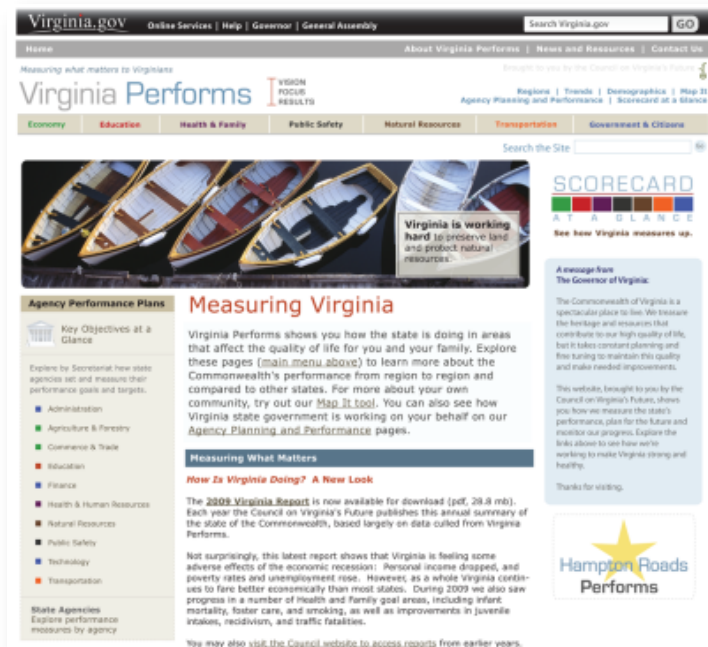 Virginia.gov Online Services | Help | Governor | General Assembly Search Virginia.gov GO
Home About Virginia Performs | News and Resources | Contact Us
Measuring what matters to Virginians
Brought to you by the Council on Virginia's Future
Virginia Performs
VISION
FOCUS
RESULTS
Regions | Trends | Demographics | Map It
Agency Planning and Performance | Scorecard at a Glance
Economy Education Health & Family Public Safety Natural Resources Transportation Government & Citizens
Search the Site
Virginia is working
hard to preserve land
and protect natural
resources.
SCORECARD
AT A GLANCE
See how Virginia measures up.
Agency Performance Plans
Key Objectives at a
Glance
Explore by Secretariat how state
agencies set and measure their
performance goals and targets.
Administration
Agriculture & Forestry
Commerce & Trade
Education
Finance
Health & Human Resources
Natural Resources
Public Safety
Technology
Transportation
State Agencies
Explore performance
measures by agency
Measuring Virginia
Virginia Performs shows you how the state is doing in areas
that affect the quality of life for you and your family. Explore
these pages (main menu above) to learn more about the
Commonwealth's performance from region to region and
compared to other states. For more about your own
community, try out our Map It tool. You can also see how
Virginia state government is working on your behalf on our
Agency Planning and Performance pages.
Measuring What Matters
How Is Virginia Doing? A New Look
The 2009 Virginia Report is now available for download (pdf, 28.8 mb).
Each year the Council on Virginia's Future publishes this annual summary of
the state of the Commonwealth, based largely on data culled from Virginia
Performs.
Not surprisingly, this latest report shows that Virginia is feeling some
adverse effects of the economic recession: Personal income dropped, and
poverty rates and unemployment rose. However, as a whole Virginia contin-
ues to fare better economically than most states. During 2009 we also saw
progress in a number of Health and Family goal areas, including infant
mortality, foster care, and smoking, as well as improvements in juvenile
intakes, recidivism, and traffic fatalities.
You may also visit the Council website to access reports from earlier years.
A message from
The Governor of Virginia:
The Commonwealth of Virginia is a
spectacular place to live. We treasure
the heritage and resources that
contribute to our high quality of life,
but it takes constant planning and
fine tuning to maintain this quality
and make needed improvements.
This website, brought to you by the
Council on Virginia's Future, shows
you how we measure the state's
performance, plan for the future and
monitor our progress. Explore the
links above to see how we're
working to make Virginia strong and
healthy.
Thanks for visiting.
Hampton Roads
Performs